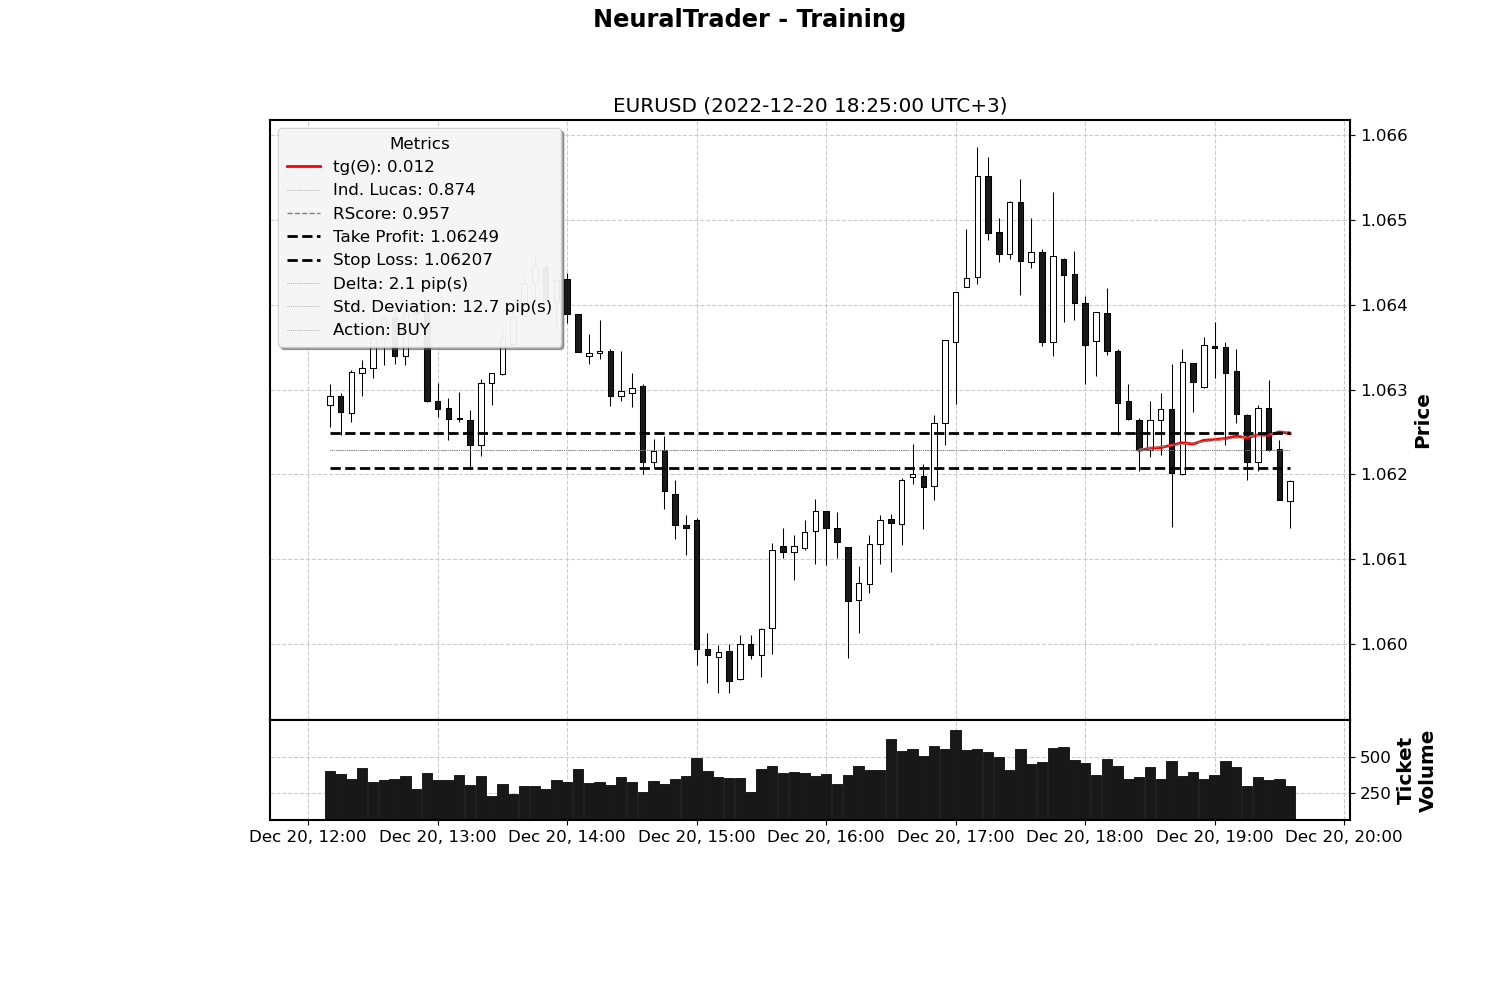 NeuralTrader - Training
EURUSD (2022-12-20 18:25:00 UTC+3)
Metrics
tg(Θ): 0.012
Ind. Lucas: 0.874
RScore: 0.957
Take Profit: 1.06249
Stop Loss: 1.06207
Delta: 2.1 pip(s)
Std. Deviation: 12.7 pip(s)
Action: BUY
1.066
1.065
1.064
1.063
1.062
1.061
1.060
Price
500
250
Ticket
Volume
Dec 20, 12:00
Dec 20, 13:00
Dec 20, 14:00
Dec 20, 15:00
Dec 20, 16:00
Dec 20, 17:00
Dec 20, 18:00
Dec 20, 19:00
Dec 20, 20:00